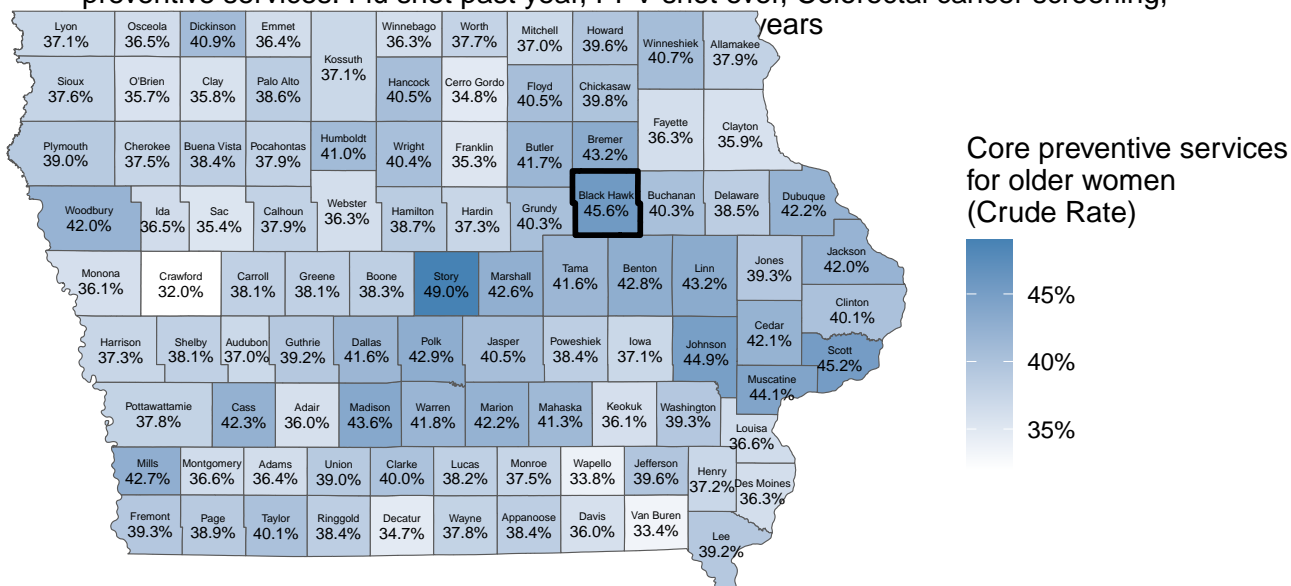 preventive services: Flu shot past year, PPV shot ever, Colorectal cancer screening,
years
Lyon 37.1%
Osceola 36.5%
Dickinson 40.9%
Emmet 36.4%
Kossuth 37.1%
Winnebago 36.3%
Worth 37.7%
Mitchell 37.0%
Howard 39.6%
Winneshiek 40.7%
Allamakee 37.9%
Sioux 37.6%
O'Brien 35.7%
Clay 35.8%
Palo Alto 38.6%
Hancock 40.5%
Cerro Gordo 34.8%
Floyd 40.5%
Chickasaw 39.8%
Fayette 36.3%
Clayton 35.9%
Plymouth 39.0%
Cherokee 37.5%
Buena Vista 38.4%
Pocahontas 37.9%
Humboldt 41.0%
Wright 40.4%
Franklin 35.3%
Butler 41.7%
Bremer 43.2%
Woodbury 42.0%
Ida 36.5%
Sac 35.4%
Calhoun 37.9%
Webster 36.3%
Hamilton 38.7%
Hardin 37.3%
Grundy 40.3%
Black Hawk 45.6%
Buchanan 40.3%
Delaware 38.5%
Dubuque 42.2%
Monona 36.1%
Crawford 32.0%
Carroll 38.1%
Greene 38.1%
Boone 38.3%
Story 49.0%
Marshall 42.6%
Tama 41.6%
Benton 42.8%
Linn 43.2%
Jones 39.3%
Jackson 42.0%
Clinton 40.1%
Harrison 37.3%
Shelby 38.1%
Audubon 37.0%
Guthrie 39.2%
Dallas 41.6%
Polk 42.9%
Jasper 40.5%
Poweshiek 38.4%
Iowa 37.1%
Johnson 44.9%
Cedar 42.1%
Scott 45.2%
Muscatine 44.1%
Pottawattamie 37.8%
Cass 42.3%
Adair 36.0%
Madison 43.6%
Warren 41.8%
Marion 42.2%
Mahaska 41.3%
Keokuk 36.1%
Washington 39.3%
Louisa 36.6%
Mills 42.7%
Montgomery 36.6%
Adams 36.4%
Union 39.0%
Clarke 40.0%
Lucas 38.2%
Monroe 37.5%
Wapello 33.8%
Jefferson 39.6%
Henry 37.2%
Des Moines 36.3%
Fremont 39.3%
Page 38.9%
Taylor 40.1%
Ringgold 38.4%
Decatur 34.7%
Wayne 37.8%
Appanoose 38.4%
Davis 36.0%
Van Buren 33.4%
Lee 39.2%
Core preventive services
for older women
(Crude Rate)
45%
40%
35%